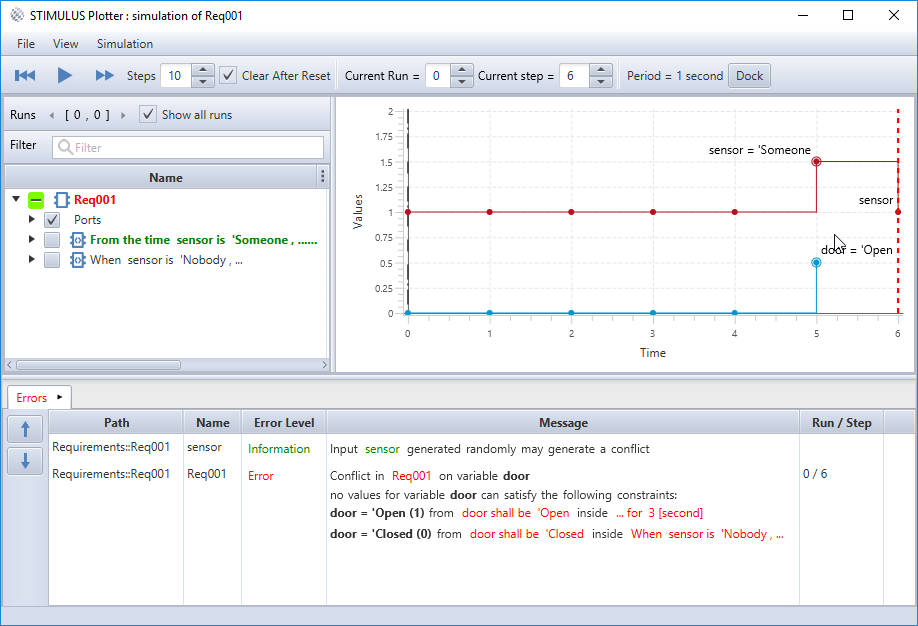 STIMULUS Plotter : simulation of Req001
File View Simulation
Steps 10 Clear After Reset Current Run = 0 Current step = 6 Period = 1 second Dock
Runs [ 0 , 0 ] Show all runs
Filter Filter
Name
Req001
Ports
From the time sensor is 'Someone , ......
When sensor is 'Nobody , ...
2
1.75
1.5
1.25
1
0.75
0.5
0.25
0
Values
sensor = 'Someone
sensor
door = 'Open
0 1 2 3 4 5 6
Time
Errors
Path Name Error Level Message Run / Step
Requirements::Req001 sensor Information Input sensor generated randomly may generate a conflict
Requirements::Req001 Req001 Error Conflict in Req001 on variable door 0 / 6
no values for variable door can satisfy the following constraints:
door = 'Open (1) from door shall be 'Open inside ... for 3 [second]
door = 'Closed (0) from door shall be 'Closed inside When sensor is 'Nobody , ...